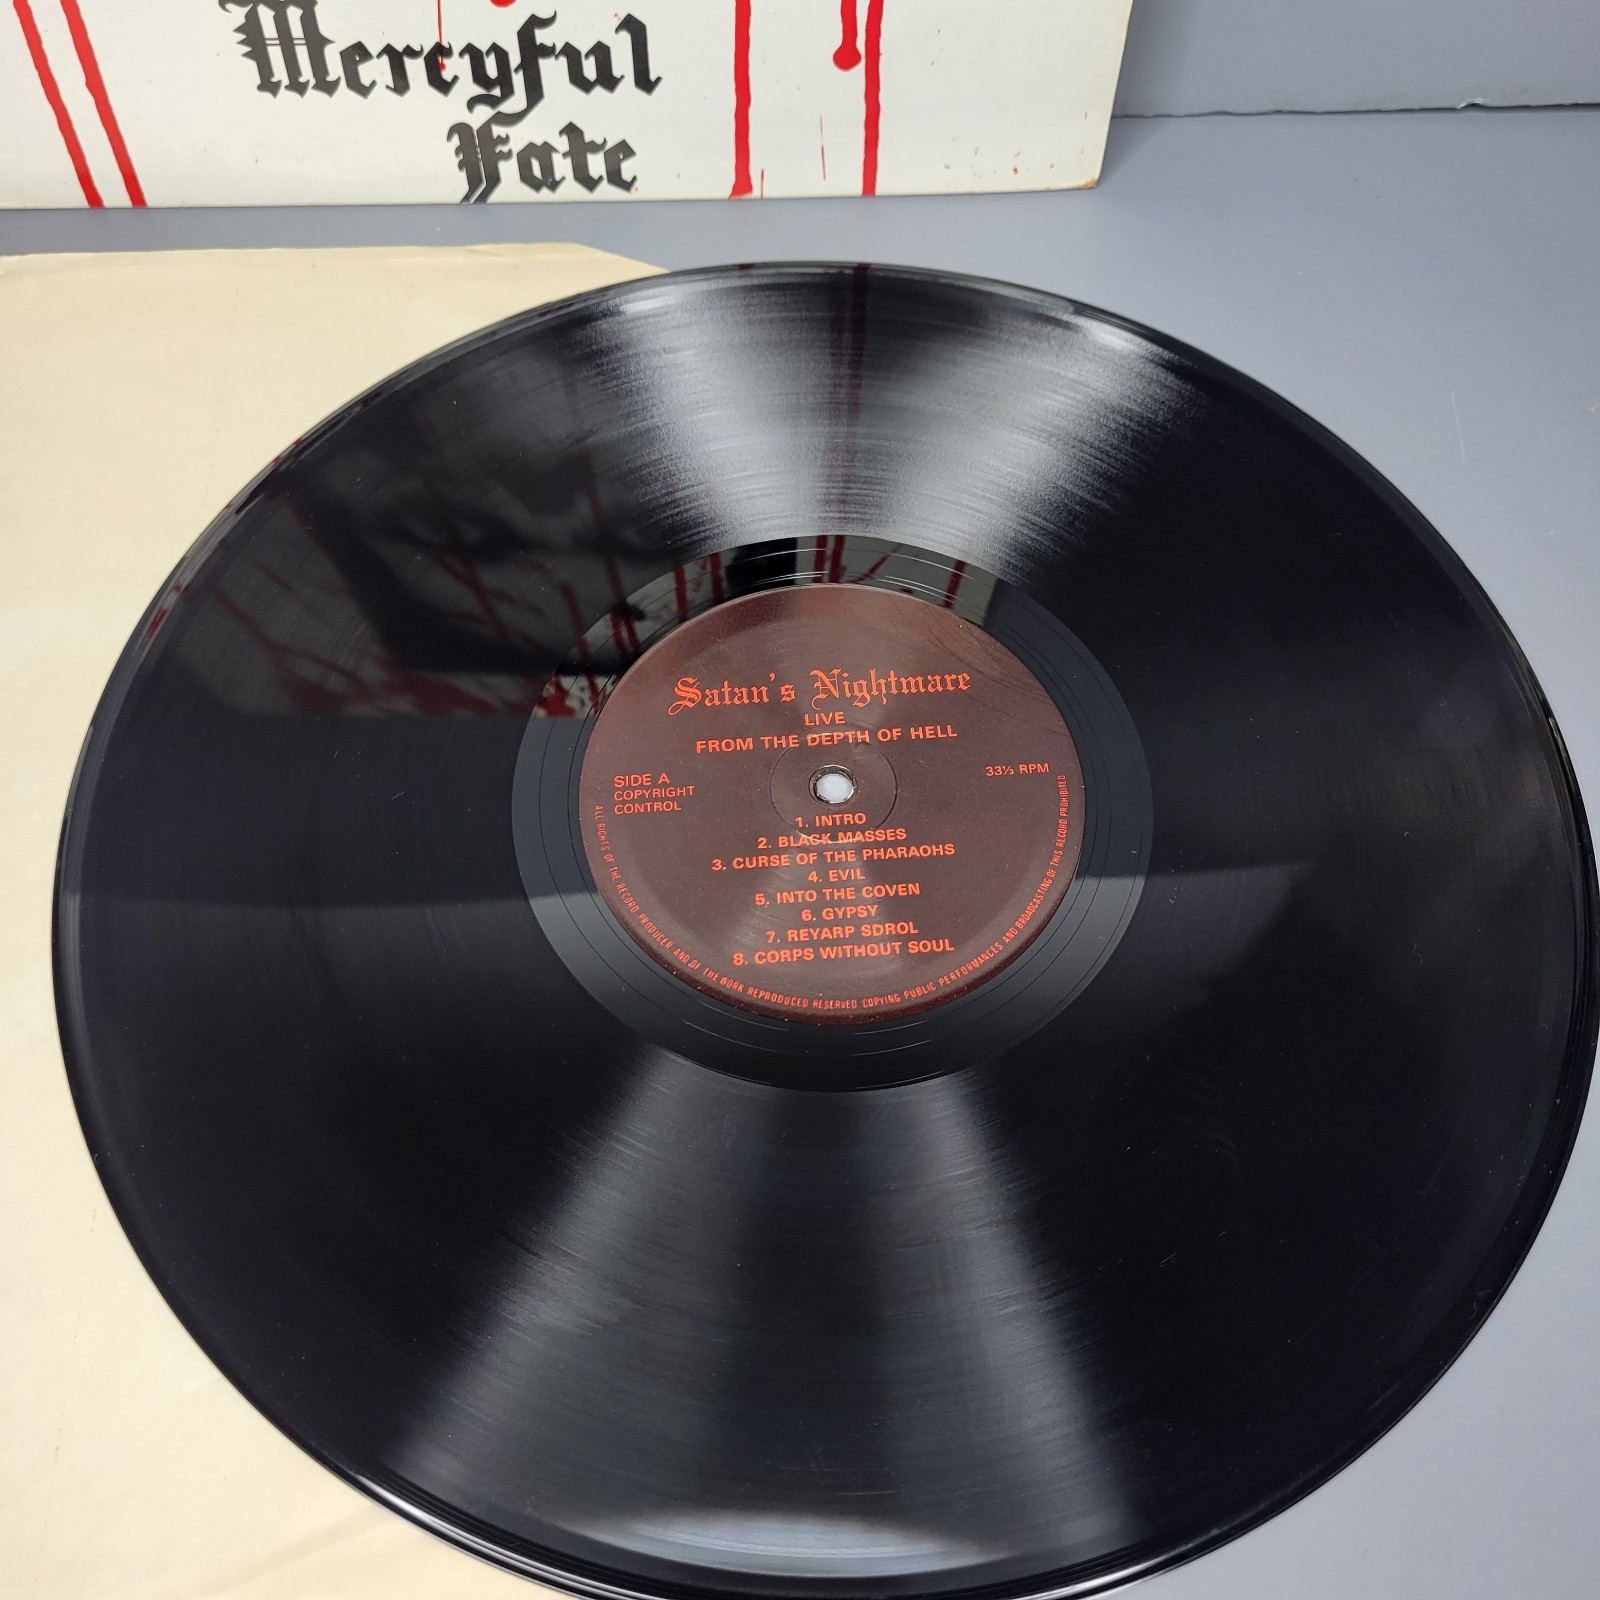 Mercyful
Fate
Satan's Nightmare
LIVE
FROM THE DEPTH OF HELL
SIDE A
COPYRIGHT
CONTROL
33⅓ RPM
1. INTRO
2. BLACK MASSES
3. CURSE OF THE PHARAOHS
4. EVIL
5. INTO THE COVEN
6. GYPSY
7. REYARP SDROL
8. CORPS WITHOUT SOUL
ALL RIGHTS OF THE RECORD PRODUCER AND OF THE WORK REPRODUCED RESERVED COPYING PUBLIC PERFORMANCES AND BROADCASTING OF THIS RECORD PROHIBITED